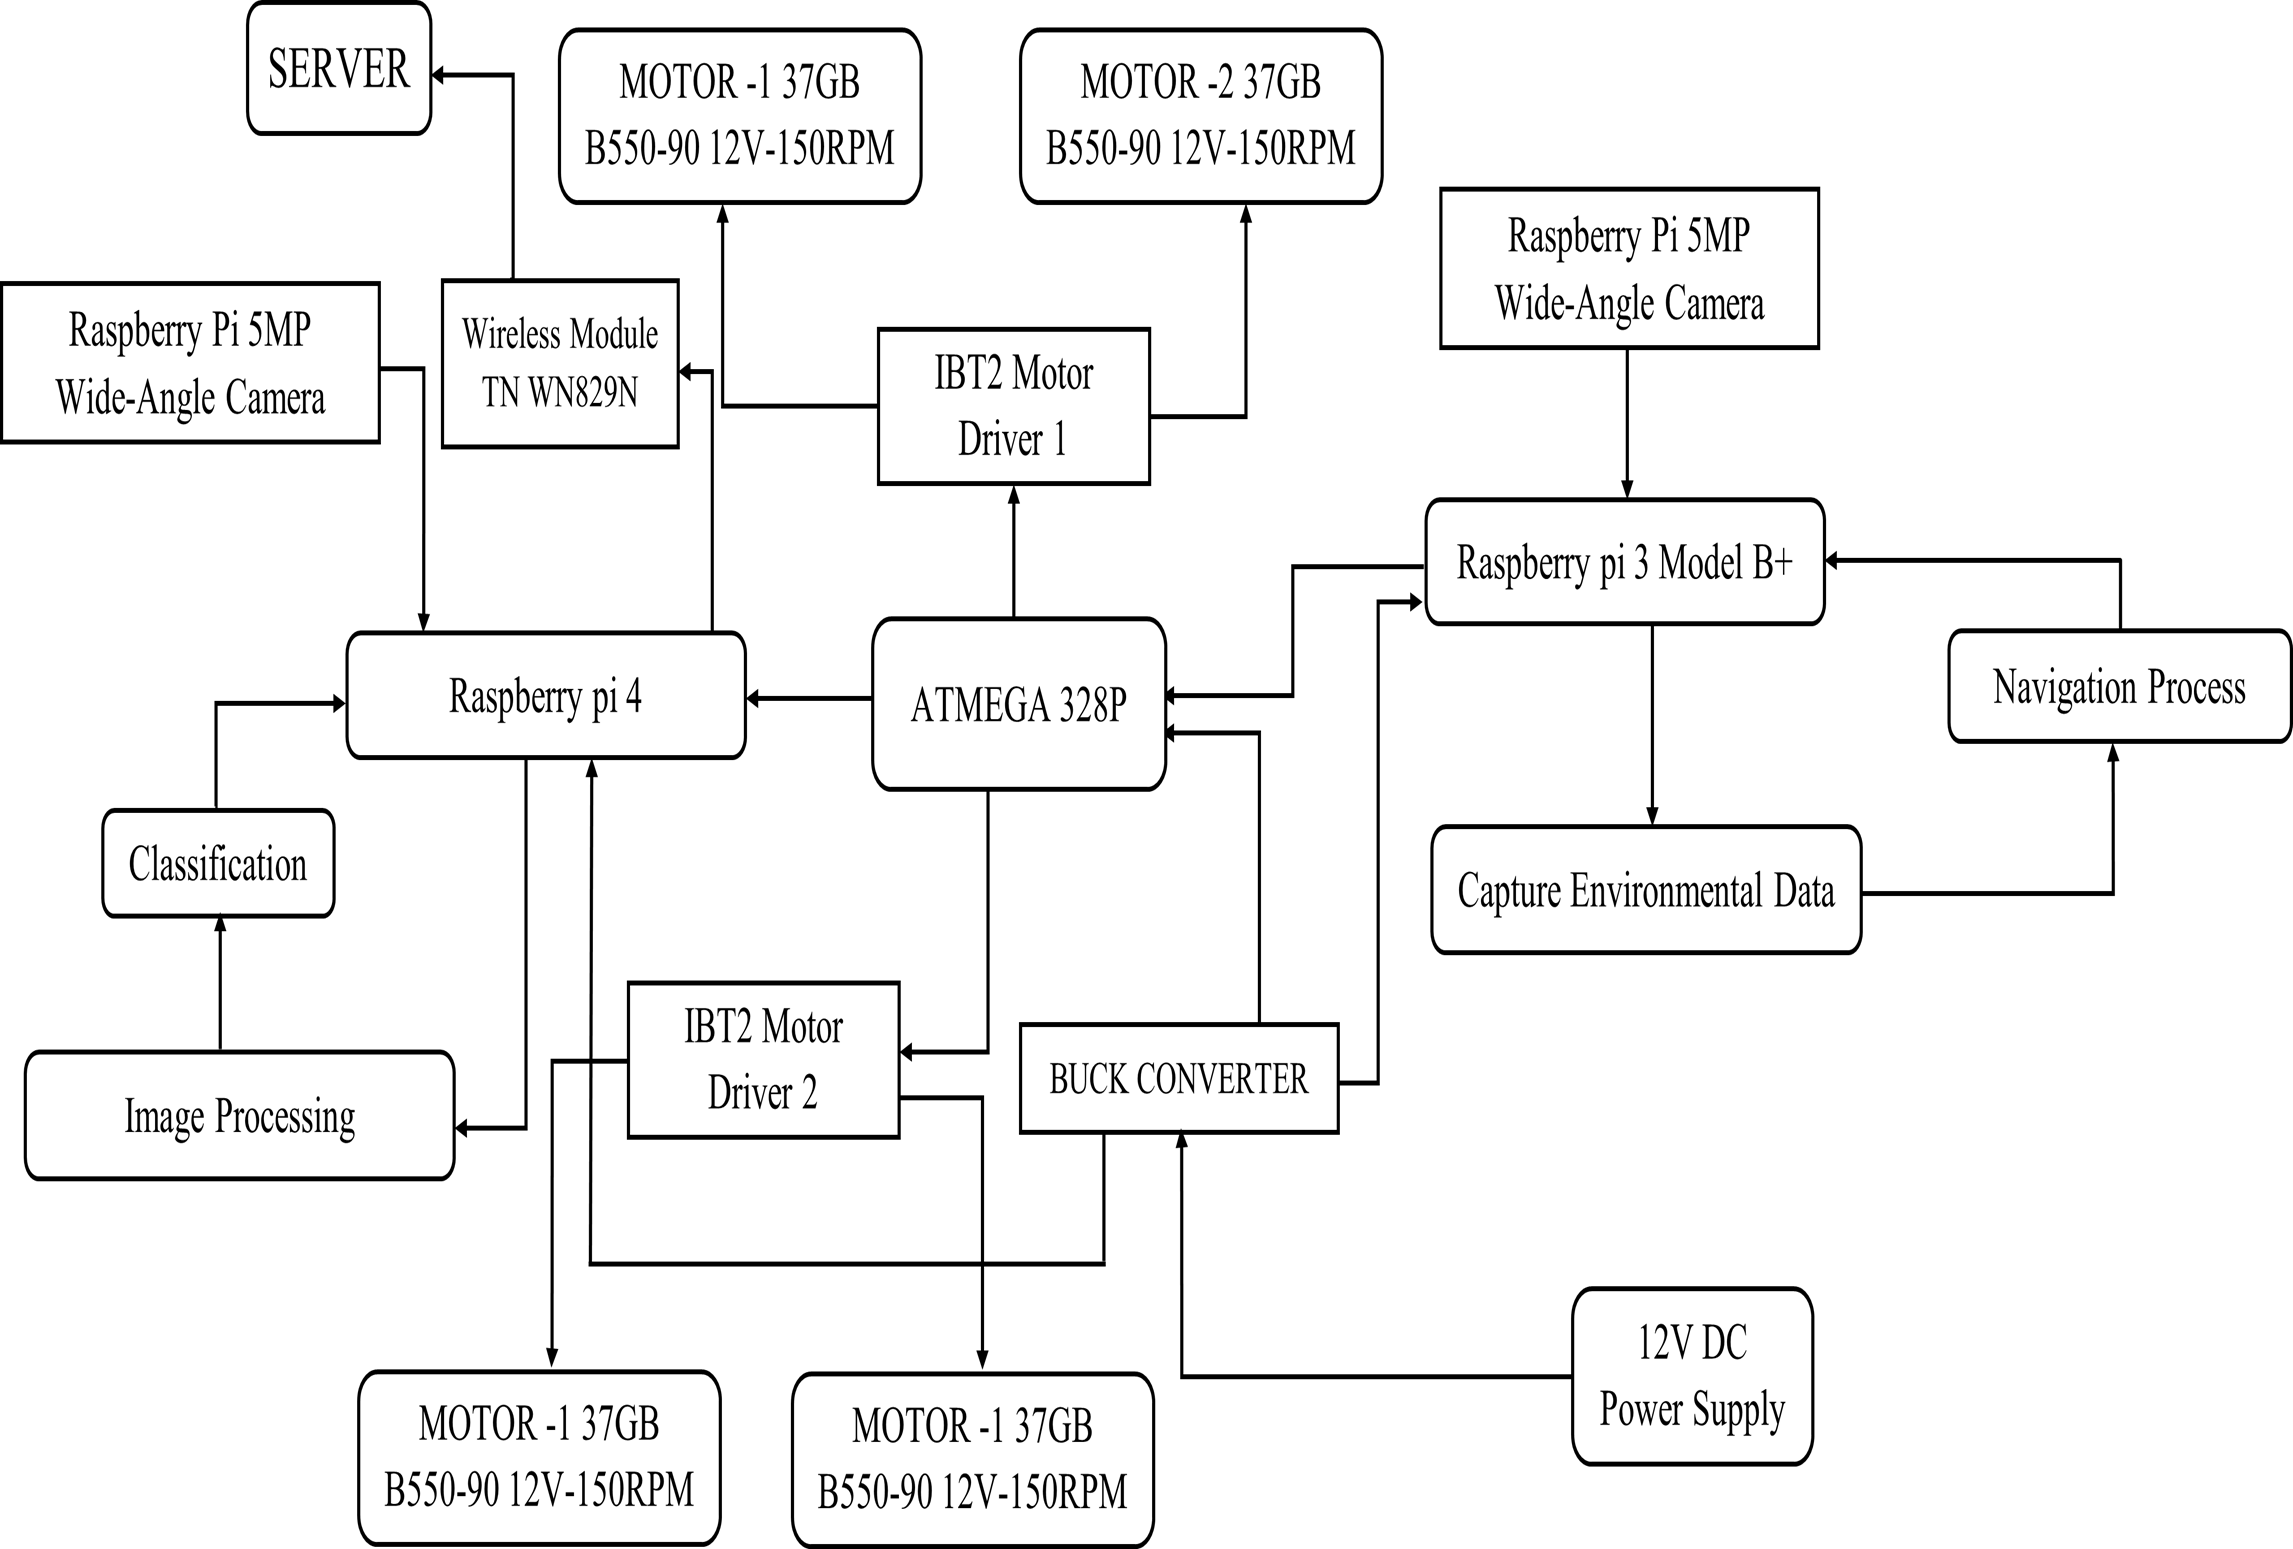 SERVER
MOTOR -1 37GB
B550-90 12V-150RPM
MOTOR -2 37GB
B550-90 12V-150RPM
Raspberry Pi 5MP
Wide-Angle Camera
Raspberry Pi 5MP
Wide-Angle Camera
Wireless Module
TN WN829N
IBT2 Motor
Driver 1
Raspberry pi 3 Model B+
Raspberry pi 4
ATMEGA 328P
Navigation Process
Classification
Capture Environmental Data
IBT2 Motor
Driver 2
BUCK CONVERTER
Image Processing
12V DC
Power Supply
MOTOR -1 37GB
B550-90 12V-150RPM
MOTOR -1 37GB
B550-90 12V-150RPM